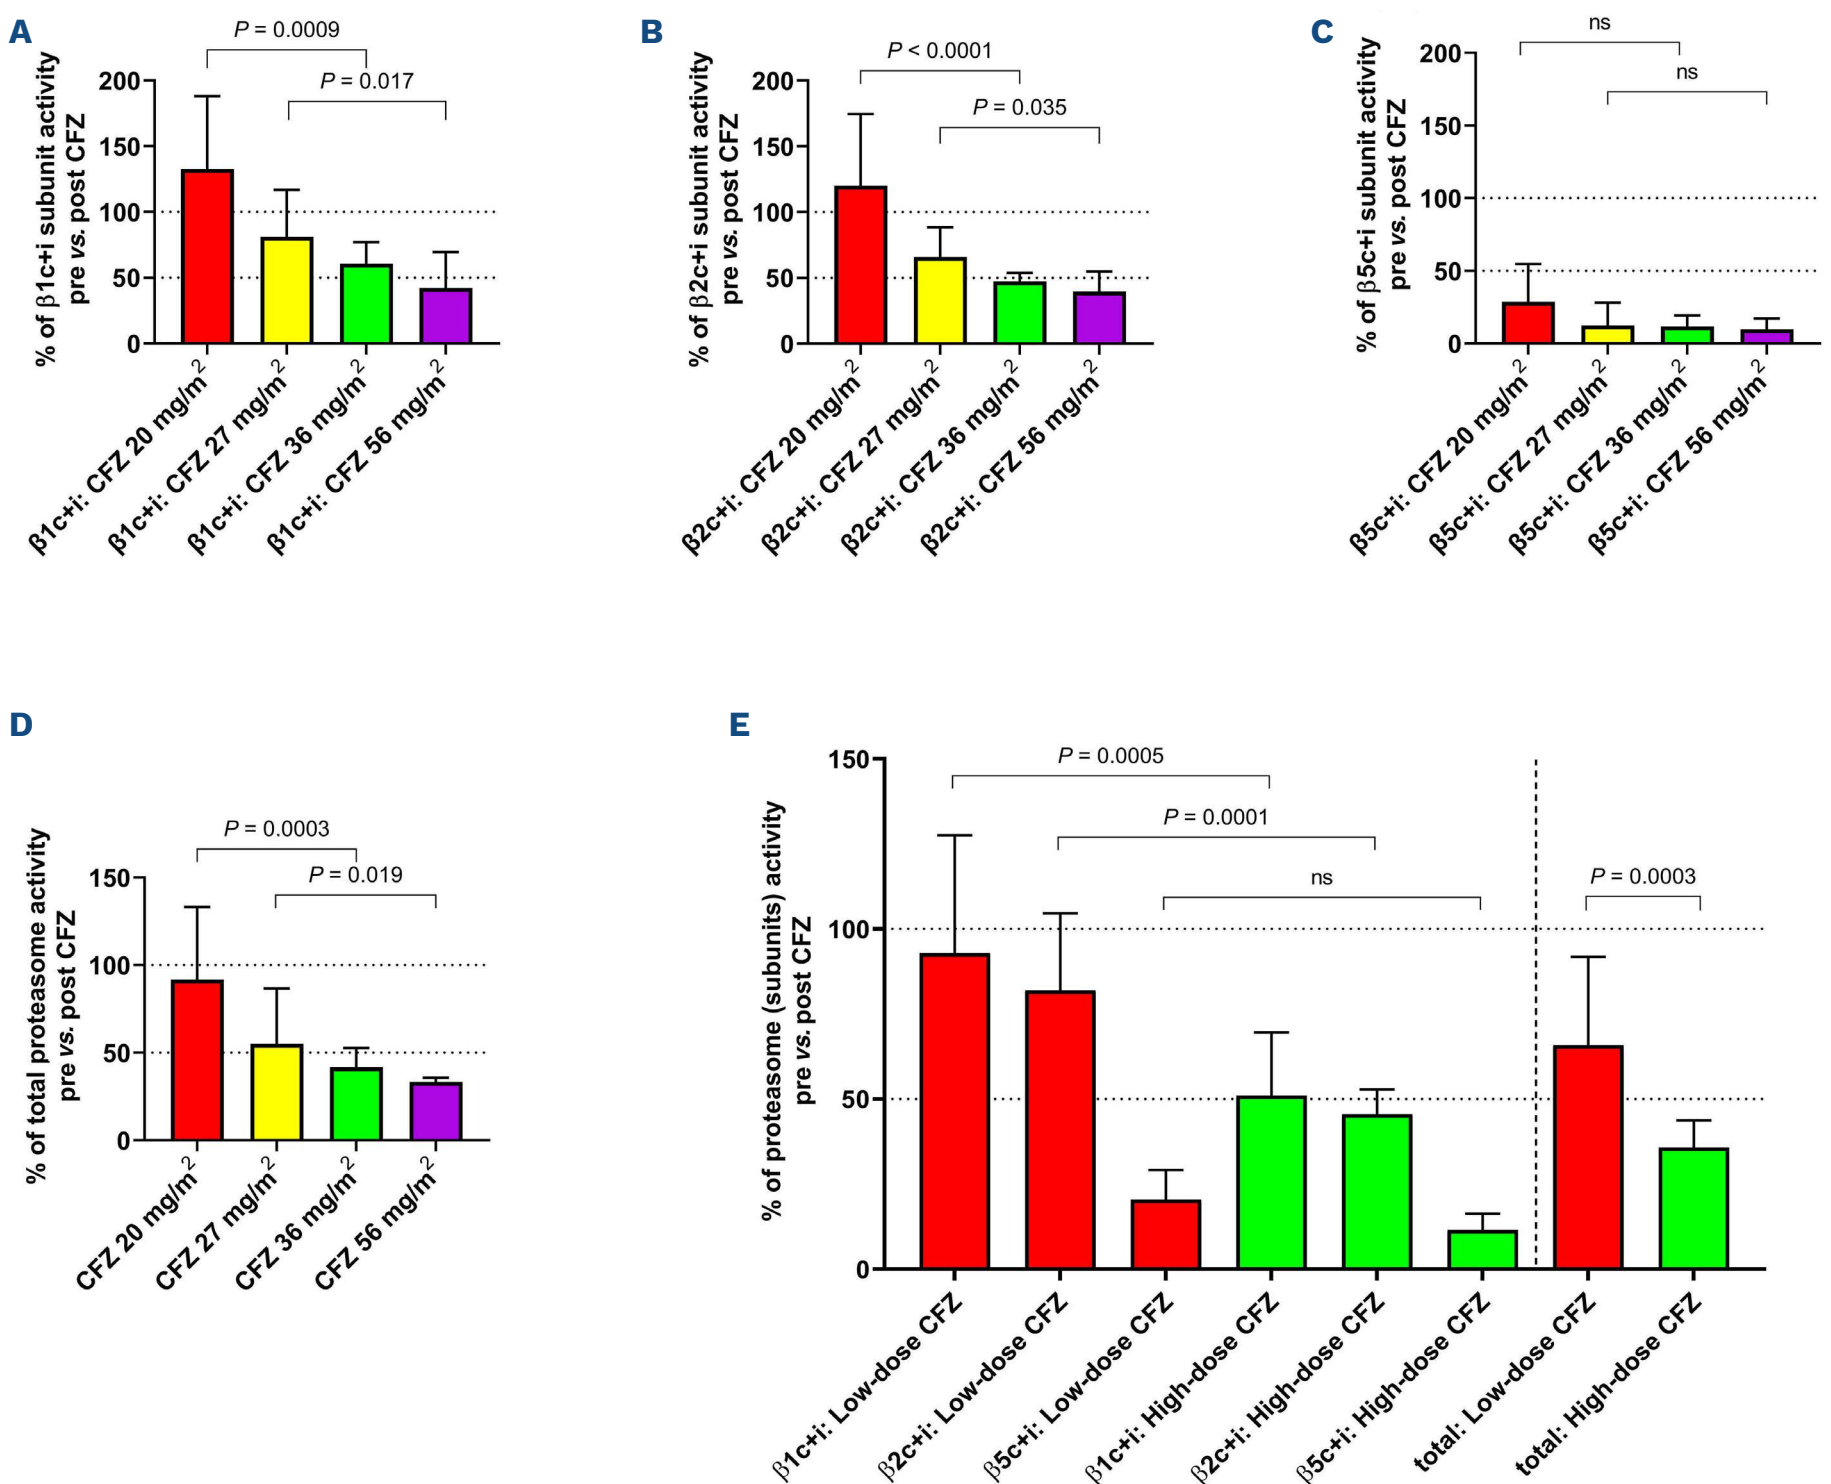 A
P = 0.0009
P = 0.017
% of β1c+i subunit activity
pre vs. post CFZ
200
150
100
50
0
β1c+i: CFZ 20 mg/m²
β1c+i: CFZ 27 mg/m²
β1c+i: CFZ 36 mg/m²
β1c+i: CFZ 56 mg/m²
B
P < 0.0001
P = 0.035
% of β2c+i subunit activity
pre vs. post CFZ
200
150
100
50
0
β2c+i: CFZ 20 mg/m²
β2c+i: CFZ 27 mg/m²
β2c+i: CFZ 36 mg/m²
β2c+i: CFZ 56 mg/m²
C
ns
ns
% of β5c+i subunit activity
pre vs. post CFZ
200
150
100
50
0
β5c+i: CFZ 20 mg/m²
β5c+i: CFZ 27 mg/m²
β5c+i: CFZ 36 mg/m²
β5c+i: CFZ 56 mg/m²
D
P = 0.0003
P = 0.019
% of total proteasome activity
pre vs. post CFZ
150
100
50
0
CFZ 20 mg/m²
CFZ 27 mg/m²
CFZ 36 mg/m²
CFZ 56 mg/m²
E
P = 0.0005
P = 0.0001
ns
P = 0.0003
% of proteasome (subunits) activity
pre vs. post CFZ
150
100
50
0
β1c+i: Low-dose CFZ
β2c+i: Low-dose CFZ
β5c+i: Low-dose CFZ
β1c+i: High-dose CFZ
β2c+i: High-dose CFZ
β5c+i: High-dose CFZ
total: Low-dose CFZ
total: High-dose CFZ